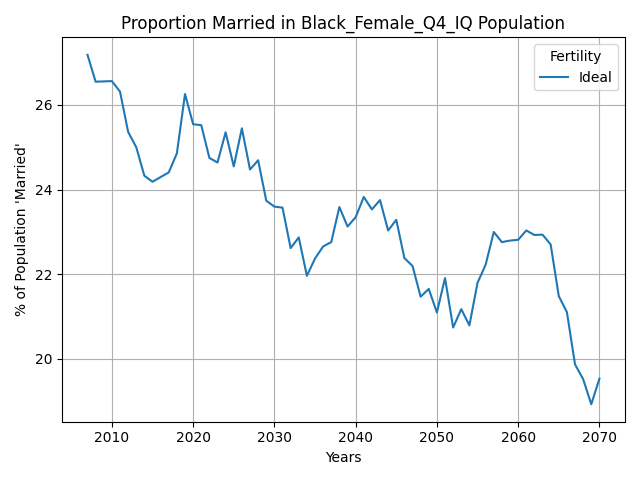 Proportion Married in Black_Female_Q4_IQ Population
Fertility
Ideal
% of Population 'Married'
26
24
22
20
2010 2020 2030 2040 2050 2060 2070
Years